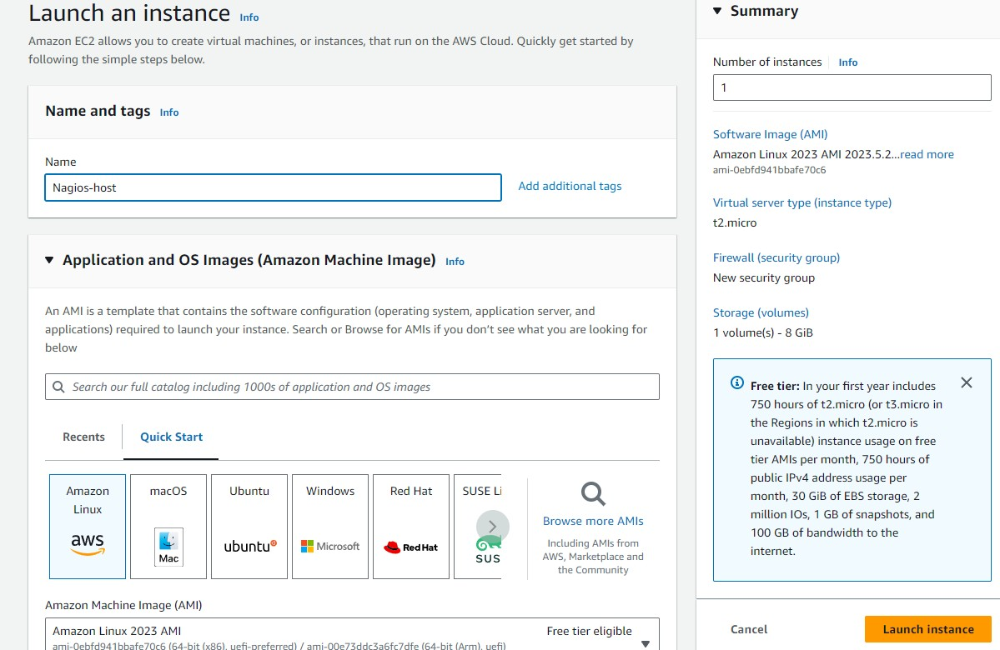 Launch an instance Info
Amazon EC2 allows you to create virtual machines, or instances, that run on the AWS Cloud. Quickly get started by
following the simple steps below.
Name and tags Info
Name
Nagios-host
Add additional tags
Application and OS Images (Amazon Machine Image) Info
An AMI is a template that contains the software configuration (operating system, application server, and
applications) required to launch your instance. Search or Browse for AMIs if you don't see what you are looking for
below
Search our full catalog including 1000s of application and OS images
Recents
Quick Start
Amazon
Linux
aws
macOS
Mac
Ubuntu
ubuntu
Windows
Microsoft
Red Hat
Red Hat
SUSE Li
SUS
Browse more AMIs
Including AMIs from
AWS, Marketplace and
the Community
Amazon Machine Image (AMI)
Amazon Linux 2023 AMI
Free tier eligible
ami-0ebfd941bbafe70c6 (64-bit (x86), uefi-preferred) / ami-00e73ddc3a6fc7dfe (64-bit (Arm), uefi)
Summary
Number of instances Info
1
Software Image (AMI)
Amazon Linux 2023 AMI 2023.5.2...read more
ami-0ebfd941bbafe70c6
Virtual server type (instance type)
t2.micro
Firewall (security group)
New security group
Storage (volumes)
1 volume(s) - 8 GiB
Free tier: In your first year includes
750 hours of t2.micro (or t3.micro in
the Regions in which t2.micro is
unavailable) instance usage on free
tier AMIs per month, 750 hours of
public IPv4 address usage per
month, 30 GiB of EBS storage, 2
million IOs, 1 GB of snapshots, and
100 GB of bandwidth to the
internet.
Cancel
Launch instance